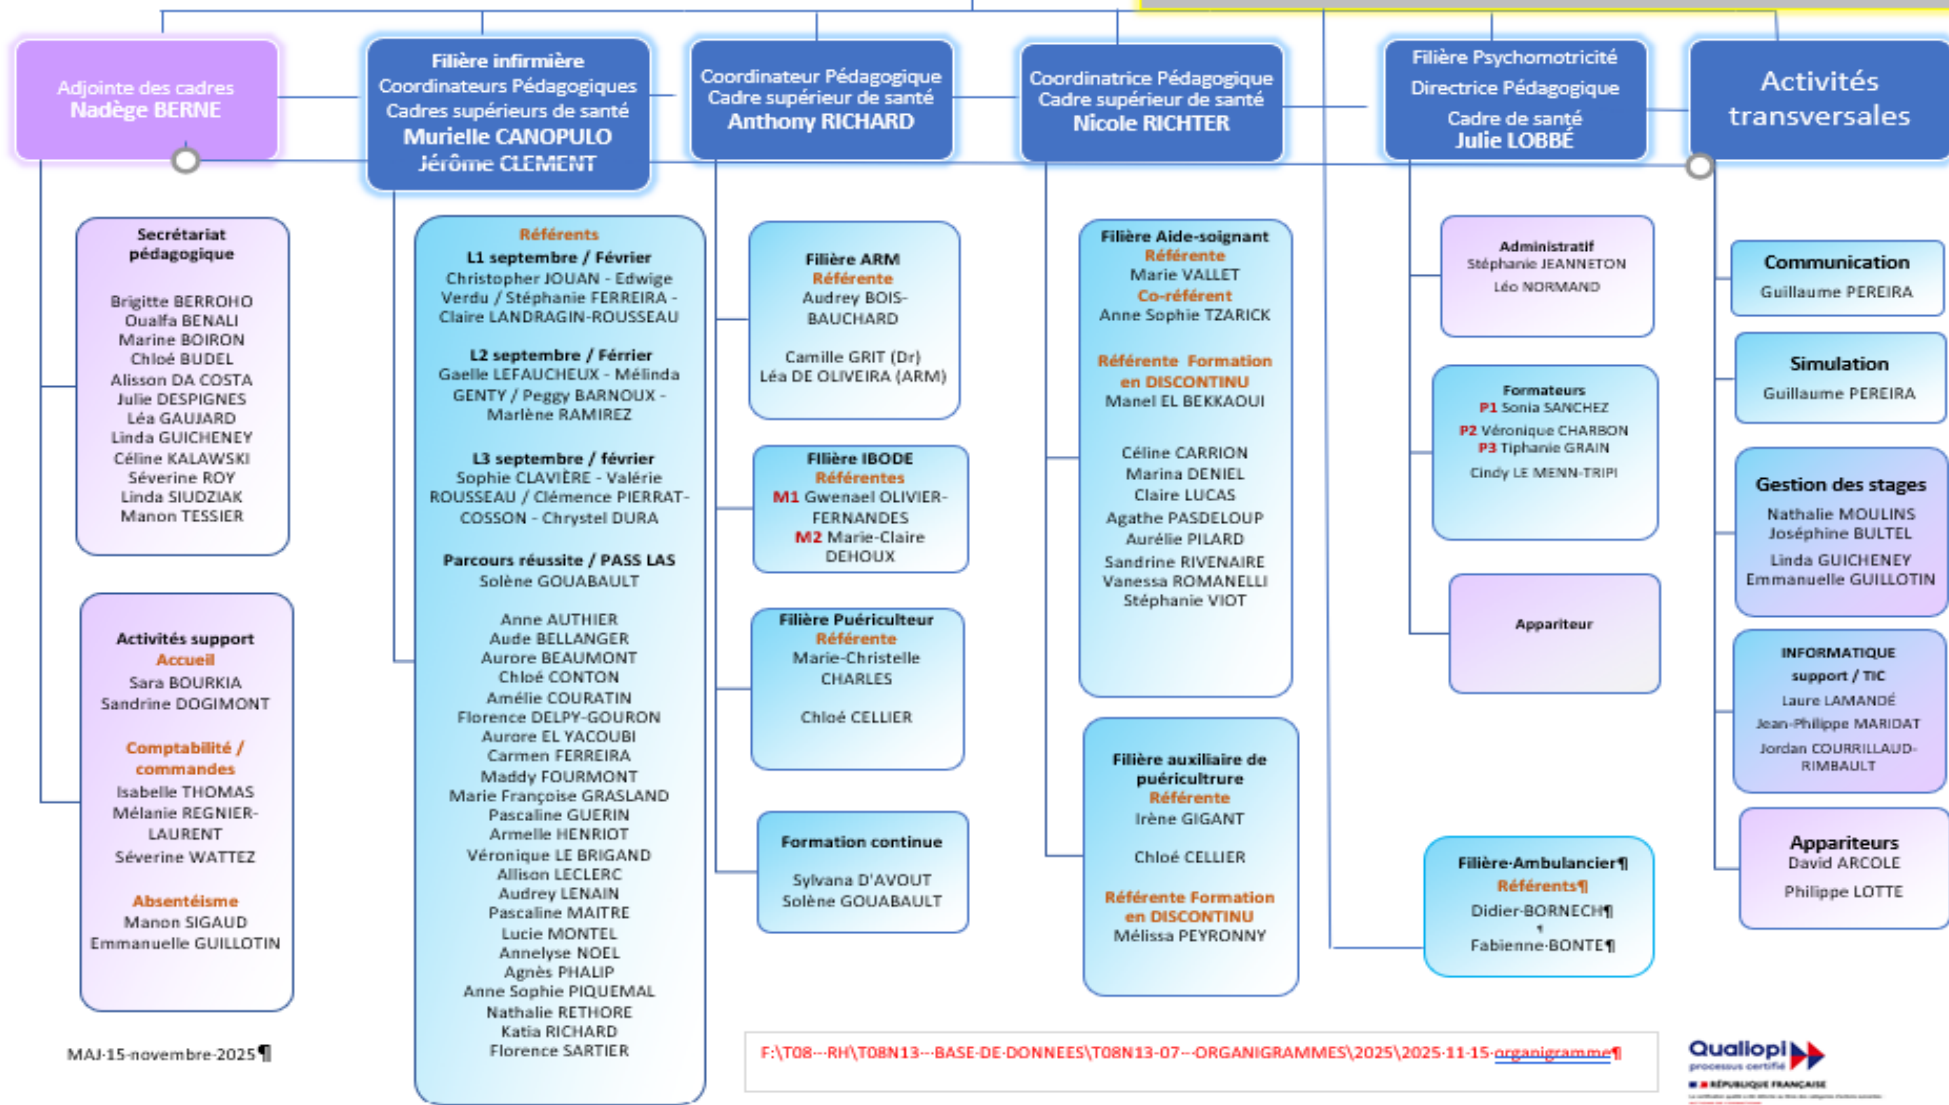 Adjointe des cadres
Nadège BERNE
Filière infirmière
Coordinateurs Pédagogiques
Cadres supérieurs de santé
Murielle CANOPULO
Jérôme CLEMENT
Coordinateur Pédagogique
Cadre supérieur de santé
Anthony RICHARD
Coordinatrice Pédagogique
Cadre supérieur de santé
Nicole RICHTER
Filière Psychomotricité
Directrice Pédagogique
Cadre de santé
Julie LOBBÉ
Activités
transversales
Secrétariat
pédagogique
Brigitte BERROHO
Oualfa BENALI
Marine BOIRON
Chloé BUDEL
Alisson DA COSTA
Julie DESPIGNES
Léa GAUJARD
Linda GUICHENEY
Céline KALAWSKI
Séverine ROY
Linda SIUDZIAK
Manon TESSIER
Activités support
Accueil
Sara BOURKIA
Sandrine DOGIMONT
Comptabilité /
commandes
Isabelle THOMAS
Mélanie REGNIER-
LAURENT
Séverine WATTEZ
Absentéisme
Manon SIGAUD
Emmanuelle GUILLOTIN
Référents
L1 septembre / Février
Christopher JOUAN - Edwige
Verdu / Stéphanie FERREIRA -
Claire LANDRAGIN-ROUSSEAU
L2 septembre / Février
Gaelle LEFAUCHEUX - Mélinda
GENTY / Peggy BARNOUX -
Marlène RAMIREZ
L3 septembre / février
Sophie CLAVIÈRE - Valérie
ROUSSEAU / Clémence PIERRAT-
COSSON - Chrystel DURA
Parcours réussite / PASS LAS
Solène GOUABAULT
Anne AUTHIER
Aude BELLANGER
Aurore BEAUMONT
Chloé CONTON
Amélie COURATIN
Florence DELPY-GOURON
Aurore EL YACOUBI
Carmen FERREIRA
Maddy FOURMONT
Marie Françoise GRASLAND
Pascaline GUERIN
Armelle HENRIOT
Véronique LE BRIGAND
Allison LECLERC
Audrey LENAIN
Pascaline MAITRE
Lucie MONTEL
Annelyse NOEL
Agnès PHALIP
Anne Sophie PIQUEMAL
Nathalie RETHORE
Katia RICHARD
Florence SARTIER
Filière ARM
Référente
Audrey BOIS-
BAUCHARD
Camille GRIT (Dr)
Léa DE OLIVEIRA (ARM)
Filière IBODE
Référentes
M1 Gwenael OLIVIER-
FERNANDES
M2 Marie-Claire
DEHOUX
Filière Puériculteur
Référente
Marie-Christelle
CHARLES
Chloé CELLIER
Formation continue
Sylvana D'AVOUT
Solène GOUABAULT
Filière Aide-soignant
Référente
Marie VALLET
Co-référent
Anne Sophie TZARICK
Référente Formation
en DISCONTINU
Manel EL BEKKAOUI
Céline CARRION
Marina DENIEL
Claire LUCAS
Agathe PASDELOUP
Aurélie PILARD
Sandrine RIVENAIRE
Vanessa ROMANELLI
Stéphanie VIOT
Filière auxiliaire de
puériculture
Référente
Irène GIGANT
Chloé CELLIER
Référente Formation
en DISCONTINU
Mélissa PEYRONNY
Administratif
Stéphanie JEANNETON
Léo NORMAND
Formateurs
P1 Sonia SANCHEZ
P2 Véronique CHARBON
P3 Tiphanie GRAIN
Cindy LE MENN-TRIPI
Appariteur
Filière·Ambulancier¶
Référents¶
Didier·BORNECH¶
¶
Fabienne·BONTE¶
Communication
Guillaume PEREIRA
Simulation
Guillaume PEREIRA
Gestion des stages
Nathalie MOULINS
Joséphine BULTEL
Linda GUICHENEY
Emmanuelle GUILLOTIN
INFORMATIQUE
support / TIC
Laure LAMANDÉ
Jean-Philippe MARIDAT
Jordan COURRILLAUD-
RIMBAULT
Appariteurs
David ARCOLE
Philippe LOTTE
MAJ·15·novembre·2025¶
F:\T08-·-RH\T08N13-·-BASE·DE·DONNEES\T08N13-07-·-ORGANIGRAMMES\2025\2025·11·15·organigramme¶
Qualiopi
processus certifié
RÉPUBLIQUE FRANÇAISE